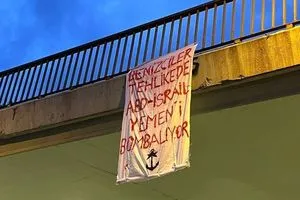 DENİZCİLER
TEHLİKEDE
ABD-İSRAİL
YEMEN'İ
BOMBALIYOR